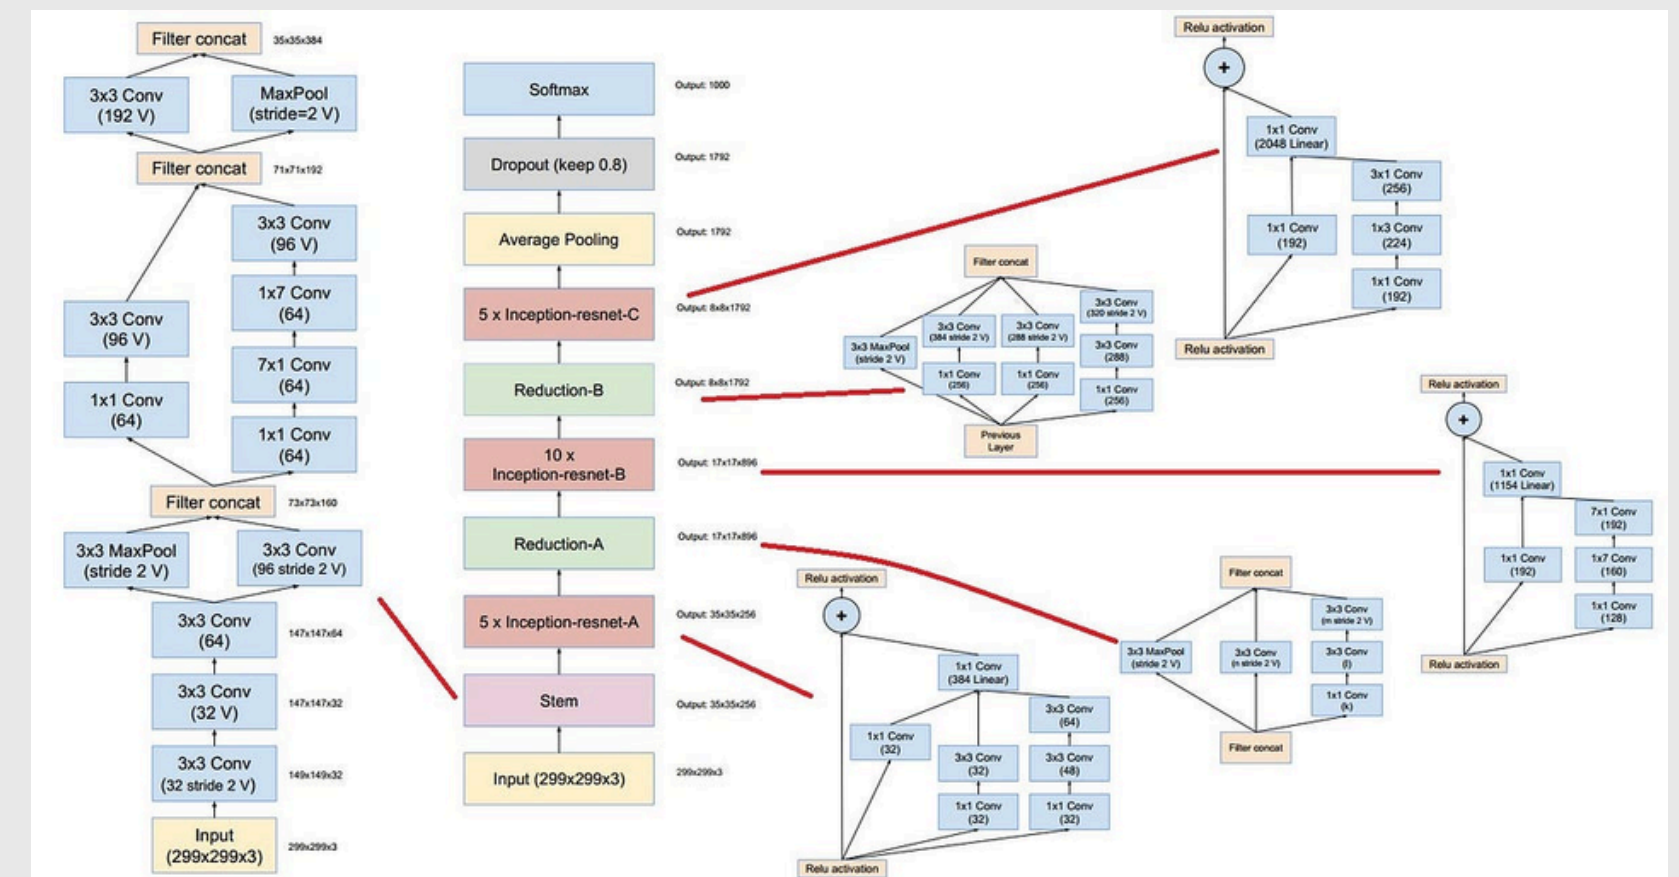 Filter concat
35x35x384
3x3 Conv
(192 V)
MaxPool
(stride=2 V)
Filter concat
71x71x192
3x3 Conv
(96 V)
1x7 Conv
(64)
3x3 Conv
(96 V)
7x1 Conv
(64)
1x1 Conv
(64)
1x1 Conv
(64)
Filter concat
73x73x160
3x3 MaxPool
(stride 2 V)
3x3 Conv
(96 stride 2 V)
3x3 Conv
(64)
147x147x64
3x3 Conv
(32 V)
147x147x32
3x3 Conv
(32 stride 2 V)
149x149x32
Input
(299x299x3)
299x299x3
Softmax
Output: 1000
Dropout (keep 0.8)
Output: 1792
Average Pooling
Output: 1792
5 x Inception-resnet-C
Output: 8x8x1792
Reduction-B
Output: 8x8x1792
10 x
Inception-resnet-B
Output: 17x17x896
Reduction-A
Output: 17x17x896
5 x Inception-resnet-A
Output: 35x35x256
Stem
Output: 35x35x256
Input (299x299x3)
299x299x3
Relu activation
+
1x1 Conv
(2048 Linear)
3x1 Conv
(256)
1x1 Conv
(192)
1x3 Conv
(224)
1x1 Conv
(192)
Relu activation
Filter concat
3x3 MaxPool
(stride 2 V)
3x3 Conv
(384 stride 2 V)
3x3 Conv
(288 stride 2 V)
3x3 Conv
(320 stride 2 V)
3x3 Conv
(288)
1x1 Conv
(256)
1x1 Conv
(256)
1x1 Conv
(256)
Previous
Layer
Relu activation
+
1x1 Conv
(1154 Linear)
7x1 Conv
(192)
1x1 Conv
(192)
1x7 Conv
(160)
1x1 Conv
(128)
Relu activation
Filter concat
3x3 MaxPool
(stride 2 V)
3x3 Conv
(n stride 2 V)
3x3 Conv
(m stride 2 V)
3x3 Conv
(l)
1x1 Conv
(k)
Filter concat
Relu activation
+
1x1 Conv
(384 Linear)
1x1 Conv
(32)
3x3 Conv
(64)
3x3 Conv
(32)
3x3 Conv
(48)
1x1 Conv
(32)
1x1 Conv
(32)
Relu activation